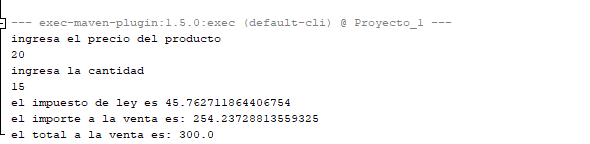 --- exec-maven-plugin:1.5.0:exec (default-cli) @ Proyecto_1 ---
ingresa el precio del producto
20
ingresa la cantidad
15
el impuesto de ley es 45.762711864406754
el importe a la venta es: 254.23728813559325
el total a la venta es: 300.0